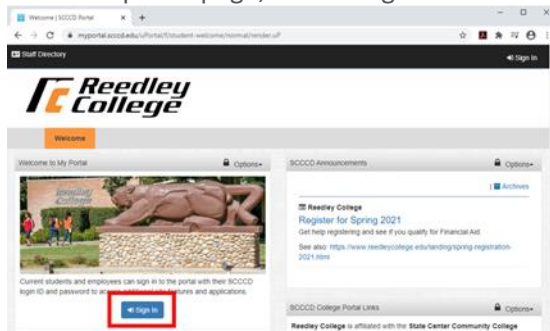 Welcome | SCCCD Portal
myportal.scccd.edu/uPortal/f/student-welcome/normal/render.uP
Staff Directory
Sign In
Reedley
College
Welcome
Welcome to My Portal
Options
Reedley
College
Current students and employees can sign in to the portal with their SCCCD
login ID and password to access additional site features and applications.
Sign In
SCCCD Announcements
Options
| Archives
Reedley College
Register for Spring 2021
Get help registering and see if you qualify for Financial Aid
See also: https://www.reedleycollege.edu/landing/spring-registration-
2021.html
SCCCD College Portal Links
Options
Reedley College is affiliated with the State Center Community College